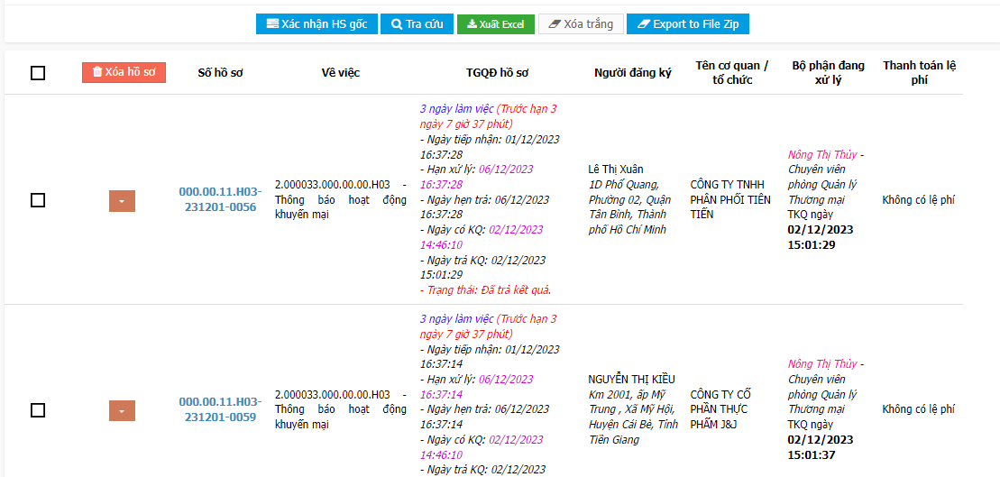 Xác nhận HS gốc
Tra cứu
Xuất Excel
Xóa trắng
Export to File Zip
Xóa hồ sơ
Số hồ sơ
Về việc
TGQĐ hồ sơ
Người đăng ký
Tên cơ quan /
tổ chức
Bộ phận đang
xử lý
Thanh toán lệ
phí
000.00.11.H03-
231201-0056
2.000033.000.00.00.H03 -
Thông báo hoạt động
khuyến mại
3 ngày làm việc (Trước hạn 3
ngày 7 giờ 37 phút)
- Ngày tiếp nhận: 01/12/2023
16:37:28
- Hạn xử lý: 06/12/2023
16:37:28
- Ngày hẹn trả: 06/12/2023
16:37:28
- Ngày có KQ: 02/12/2023
14:46:10
- Ngày trả KQ: 02/12/2023
15:01:29
- Trạng thái: Đã trả kết quả.
Lê Thị Xuân
1D Phổ Quang,
Phường 02, Quận
Tân Bình, Thành
phố Hồ Chí Minh
CÔNG TY TNHH
PHÂN PHỐI TIÊN
TIẾN
Nông Thị Thủy -
Chuyên viên
phòng Quản lý
Thương mại
TKQ ngày
02/12/2023
15:01:29
Không có lệ phí
000.00.11.H03-
231201-0059
2.000033.000.00.00.H03 -
Thông báo hoạt động
khuyến mại
3 ngày làm việc (Trước hạn 3
ngày 7 giờ 37 phút)
- Ngày tiếp nhận: 01/12/2023
16:37:14
- Hạn xử lý: 06/12/2023
16:37:14
- Ngày hẹn trả: 06/12/2023
16:37:14
- Ngày có KQ: 02/12/2023
14:46:10
- Ngày trả KQ: 02/12/2023
NGUYỄN THỊ KIỀU
Km 2001, ấp Mỹ
Trung , Xã Mỹ Hội,
Huyện Cái Bè, Tỉnh
Tiền Giang
CÔNG TY CỔ
PHẦN THỰC
PHẨM J&J
Nông Thị Thủy -
Chuyên viên
phòng Quản lý
Thương mại
TKQ ngày
02/12/2023
15:01:37
Không có lệ phí